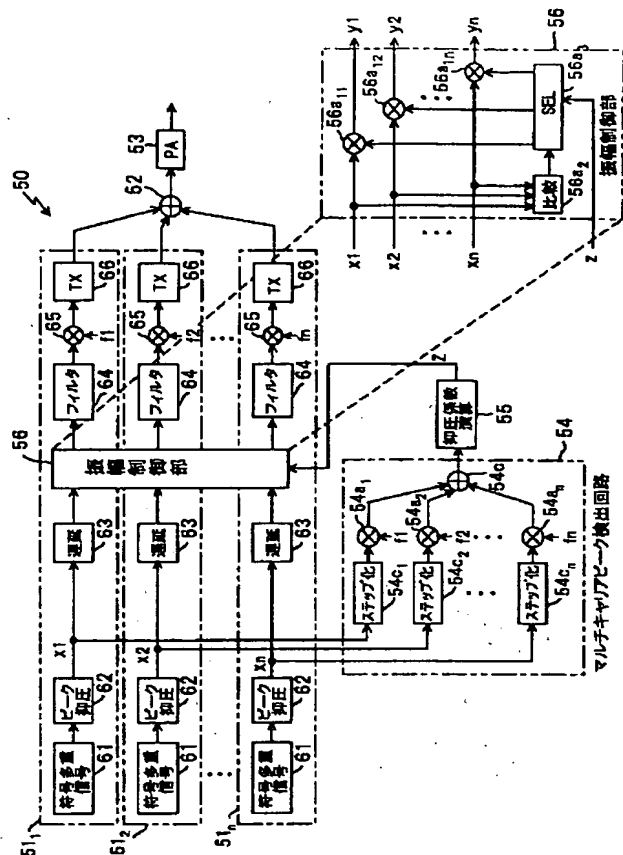 50
51₁
符号多重
信号
61
ピーク
抑圧
62
x1
遅延
63
56
振幅制御部
フィルタ
64
65
f1
TX
66
51₂
符号多重
信号
61
ピーク
抑圧
62
x2
遅延
63
フィルタ
64
65
f2
TX
66
51n
符号多重
信号
61
ピーク
抑圧
62
xn
遅延
63
フィルタ
64
65
fn
TX
66
62
53
PA
ステップ化
54c₁
54a₁
f1
ステップ化
54c₂
54a₂
f2
ステップ化
54cn
54an
fn
54c
54
マルチキャリアピーク検出回路
抑圧係数
演算
55
z
x1
x2
xn
z
56a₁₁
56a₁₂
56a₁n
y1
y2
yn
比較
56a₂
SEL
56a₃
56
振幅制御部